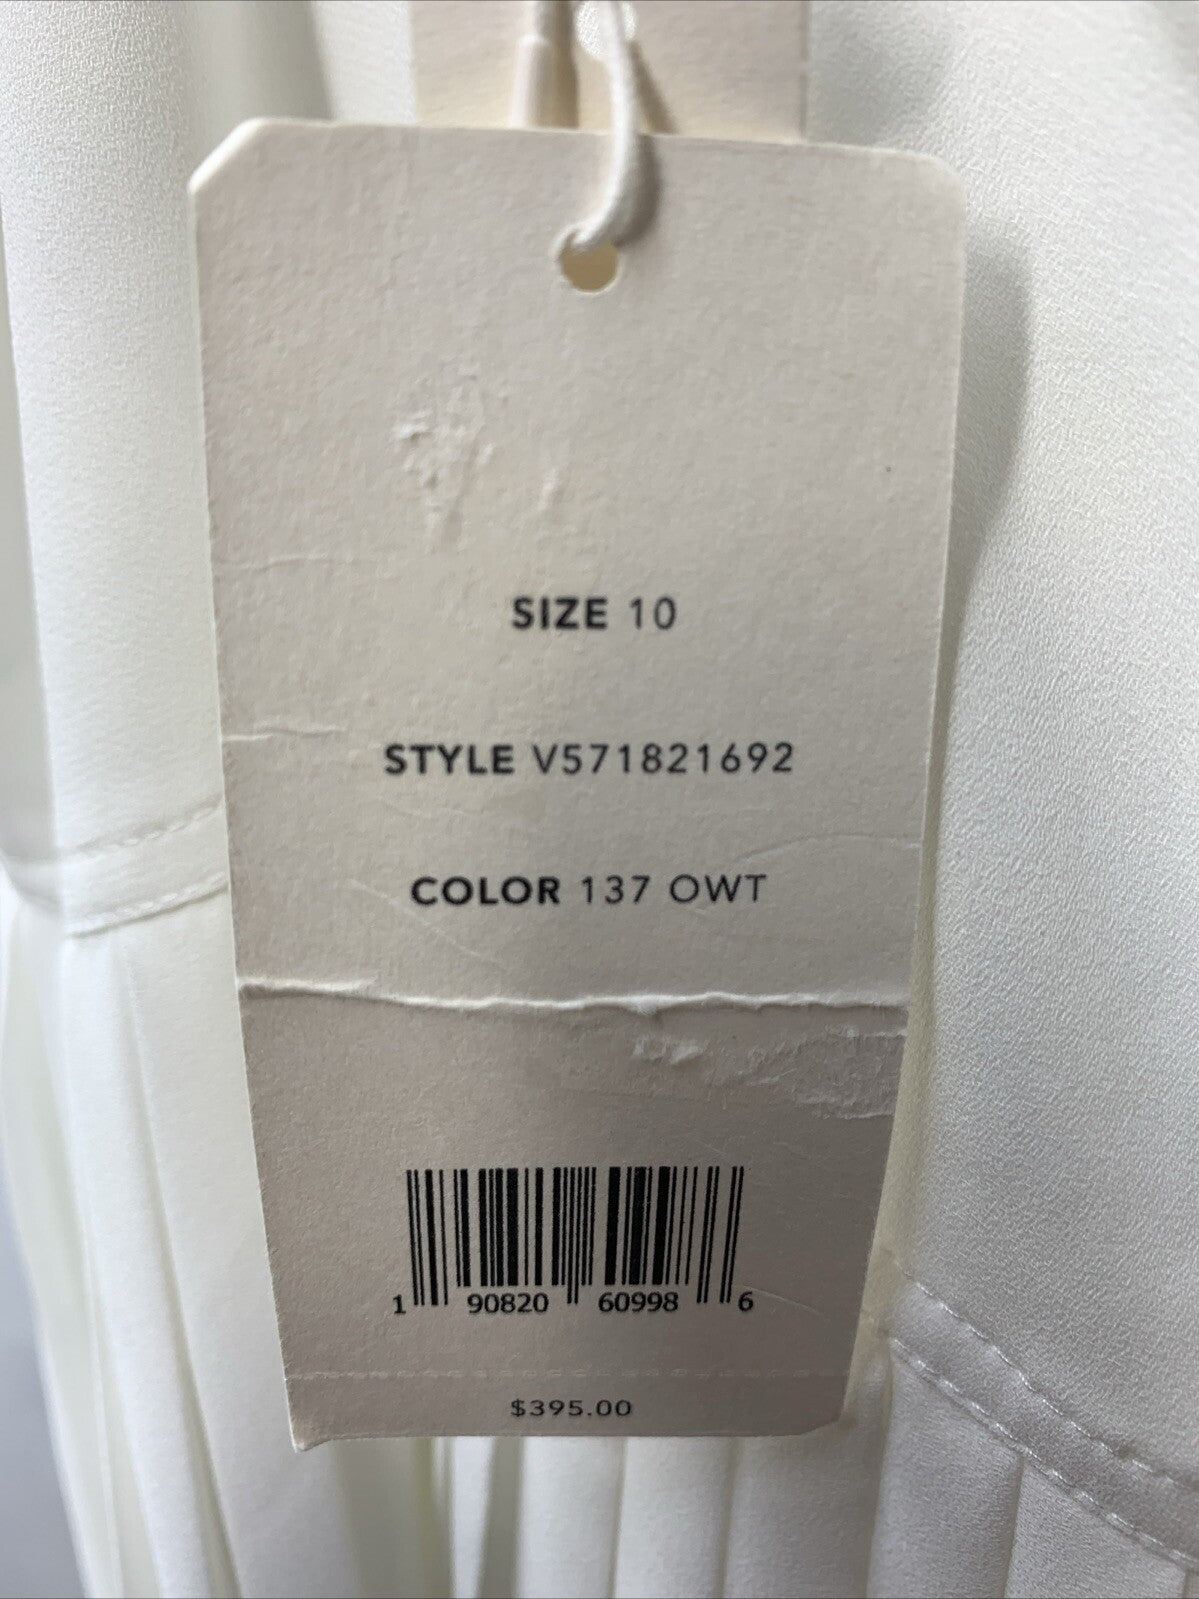 SIZE 10
STYLE V571821692
COLOR 137 OWT
1 90820 60998 6
$395.00